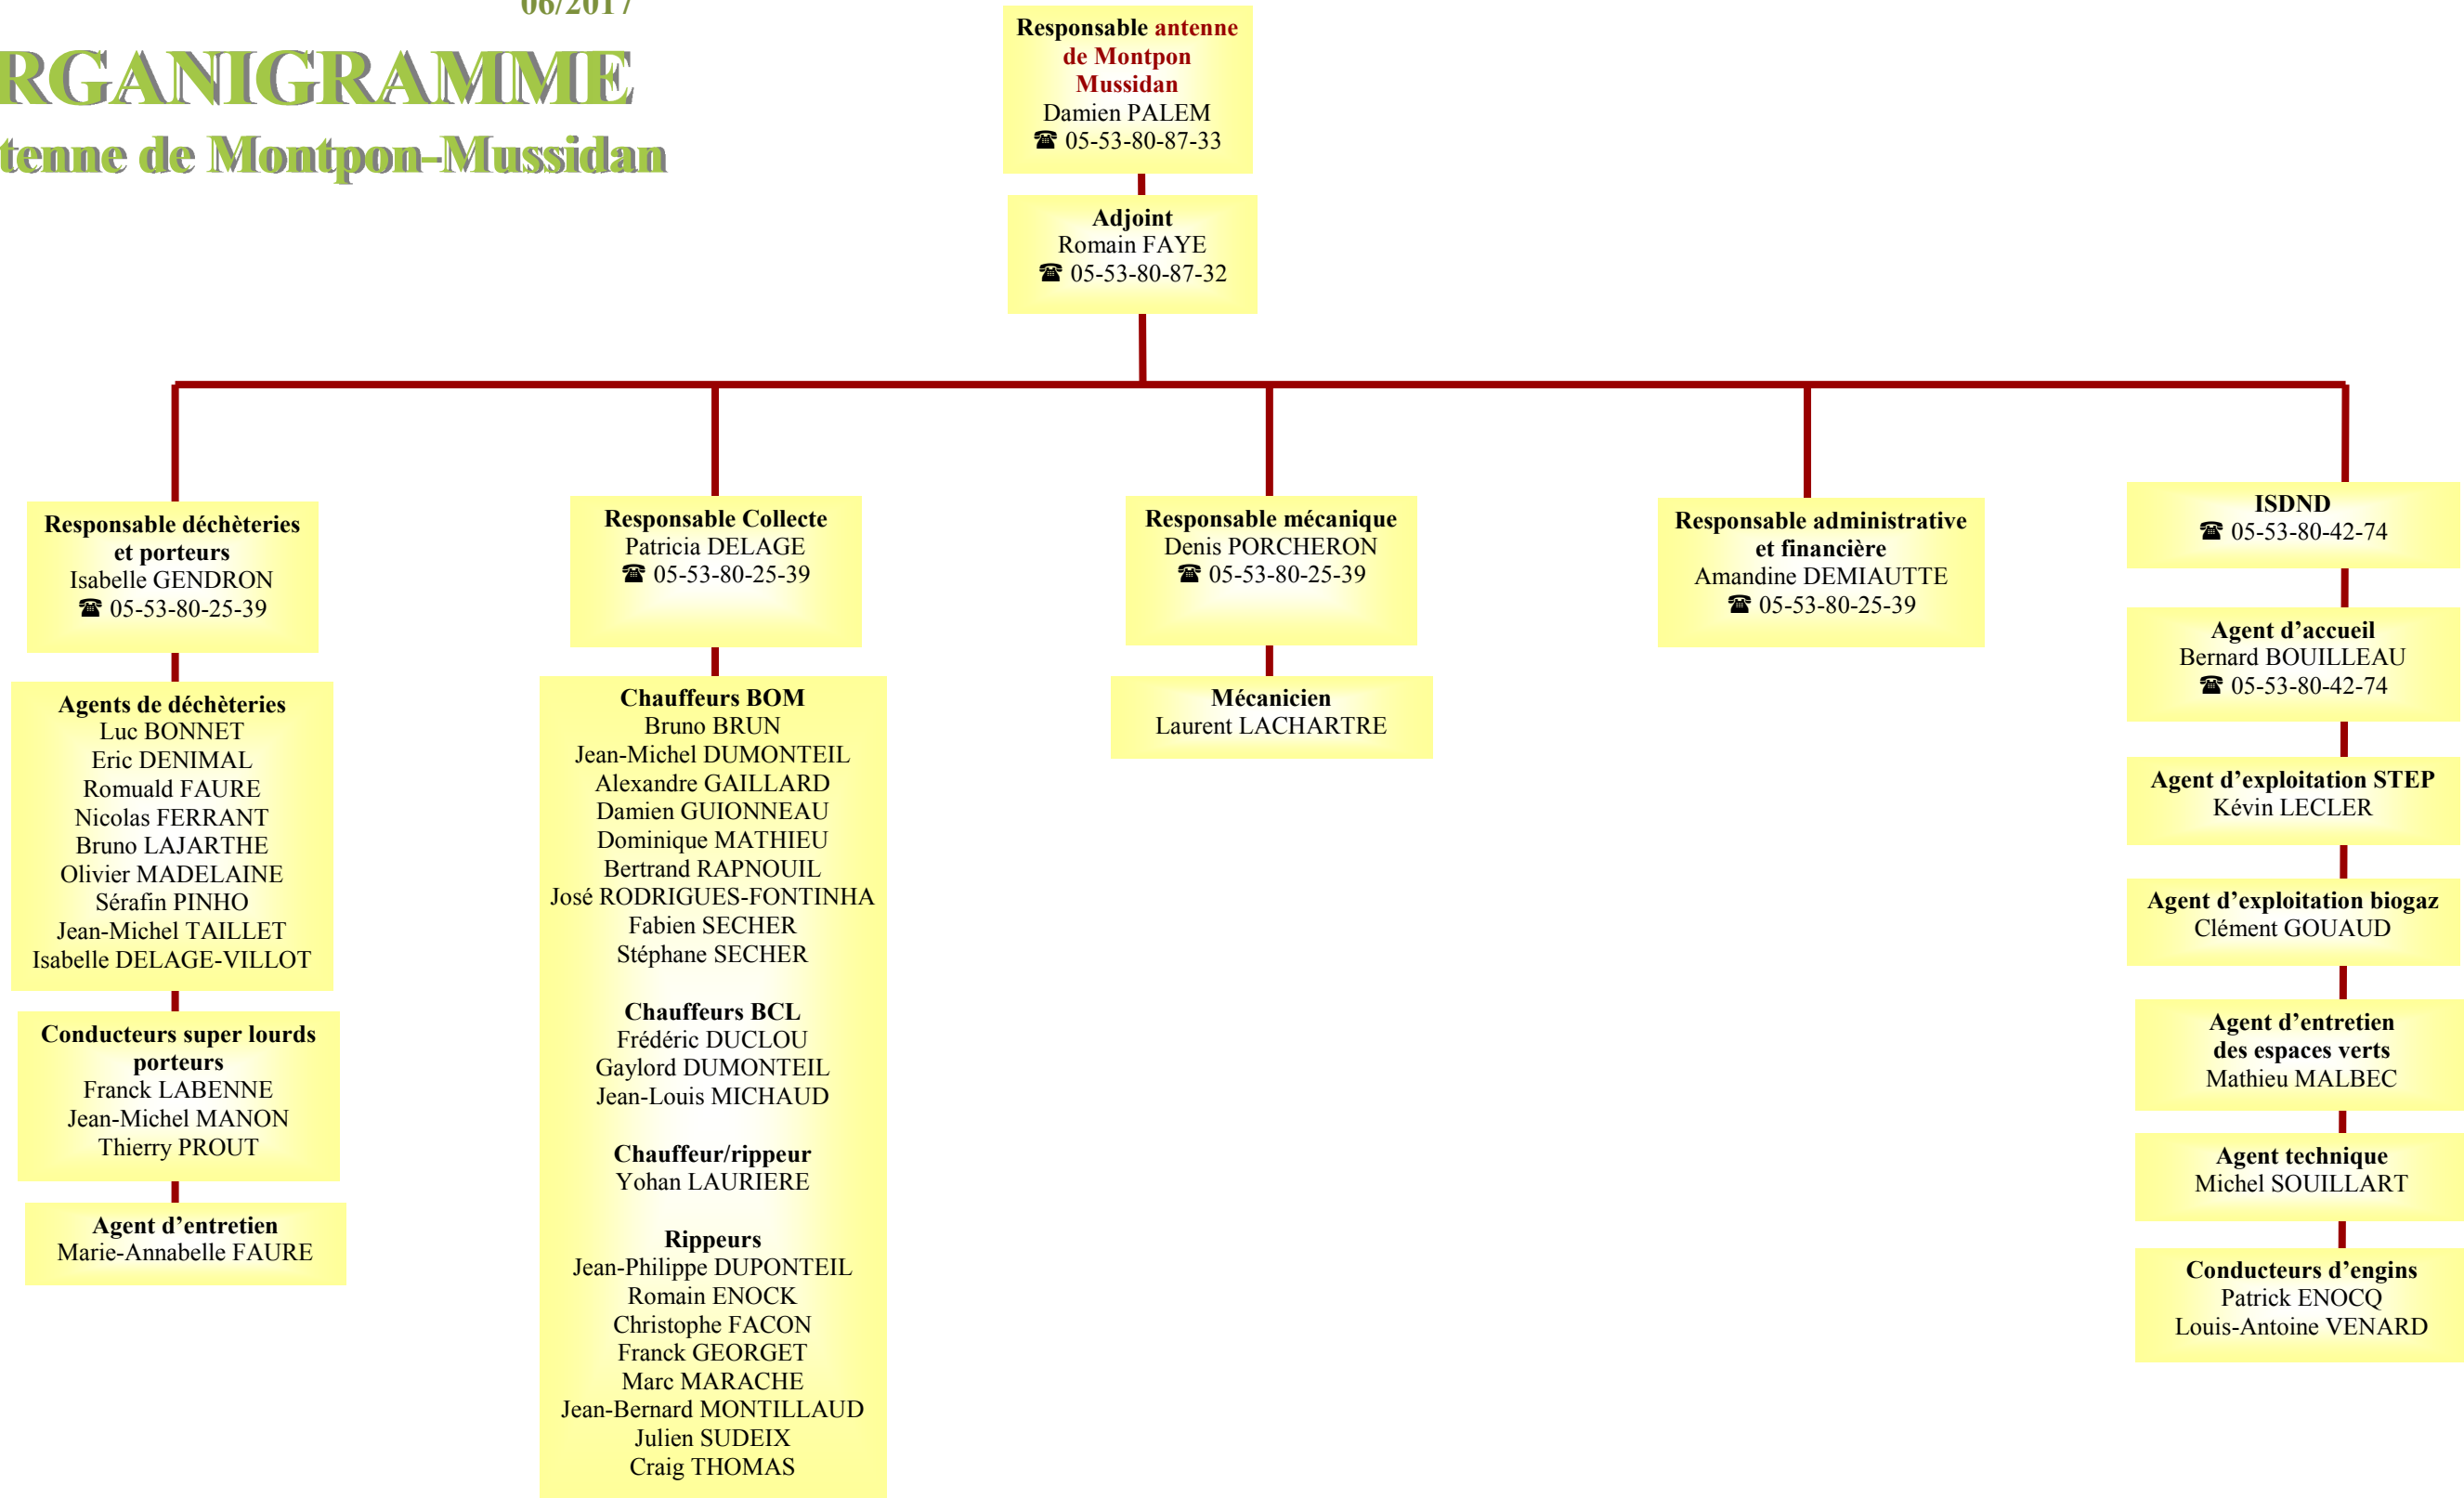 06/2017
RGANIGRAMME
tenne de Montpon-Mussidan
Responsable antenne
de Montpon
Mussidan
Damien PALEM
☎ 05-53-80-87-33
Adjoint
Romain FAYE
☎ 05-53-80-87-32
Responsable déchèteries
et porteurs
Isabelle GENDRON
☎ 05-53-80-25-39
Agents de déchèteries
Luc BONNET
Eric DENIMAL
Romuald FAURE
Nicolas FERRANT
Bruno LAJARTHE
Olivier MADELAINE
Sérafin PINHO
Jean-Michel TAILLET
Isabelle DELAGE-VILLOT
Conducteurs super lourds
porteurs
Franck LABENNE
Jean-Michel MANON
Thierry PROUT
Agent d’entretien
Marie-Annabelle FAURE
Responsable Collecte
Patricia DELAGE
☎ 05-53-80-25-39
Chauffeurs BOM
Bruno BRUN
Jean-Michel DUMONTEIL
Alexandre GAILLARD
Damien GUIONNEAU
Dominique MATHIEU
Bertrand RAPNOUIL
José RODRIGUES-FONTINHA
Fabien SECHER
Stéphane SECHER
Chauffeurs BCL
Frédéric DUCLOU
Gaylord DUMONTEIL
Jean-Louis MICHAUD
Chauffeur/rippeur
Yohan LAURIERE
Rippeurs
Jean-Philippe DUPONTEIL
Romain ENOCK
Christophe FACON
Franck GEORGET
Marc MARACHE
Jean-Bernard MONTILLAUD
Julien SUDEIX
Craig THOMAS
Responsable mécanique
Denis PORCHERON
☎ 05-53-80-25-39
Mécanicien
Laurent LACHARTRE
Responsable administrative
et financière
Amandine DEMIAUTTE
☎ 05-53-80-25-39
ISDND
☎ 05-53-80-42-74
Agent d’accueil
Bernard BOUILLEAU
☎ 05-53-80-42-74
Agent d’exploitation STEP
Kévin LECLER
Agent d’exploitation biogaz
Clément GOUAUD
Agent d’entretien
des espaces verts
Mathieu MALBEC
Agent technique
Michel SOUILLART
Conducteurs d’engins
Patrick ENOCQ
Louis-Antoine VENARD